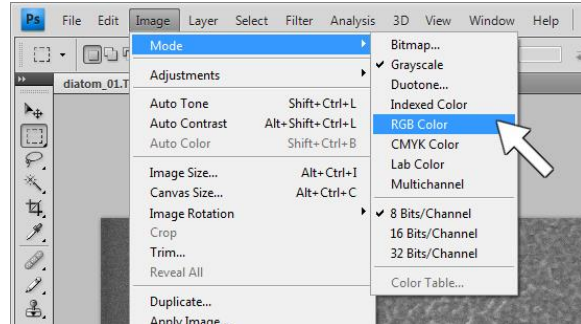 Ps File Edit Image Layer Select Filter Analysis 3D View Window Help
diatom_01.T
Mode
Adjustments
Auto Tone Shift+Ctrl+L
Auto Contrast Alt+Shift+Ctrl+L
Auto Color Shift+Ctrl+B
Image Size... Alt+Ctrl+I
Canvas Size... Alt+Ctrl+C
Image Rotation
Crop
Trim...
Reveal All
Duplicate...
Apply Image...
Bitmap...
Grayscale
Duotone...
Indexed Color
RGB Color
CMYK Color
Lab Color
Multichannel
8 Bits/Channel
16 Bits/Channel
32 Bits/Channel
Color Table...